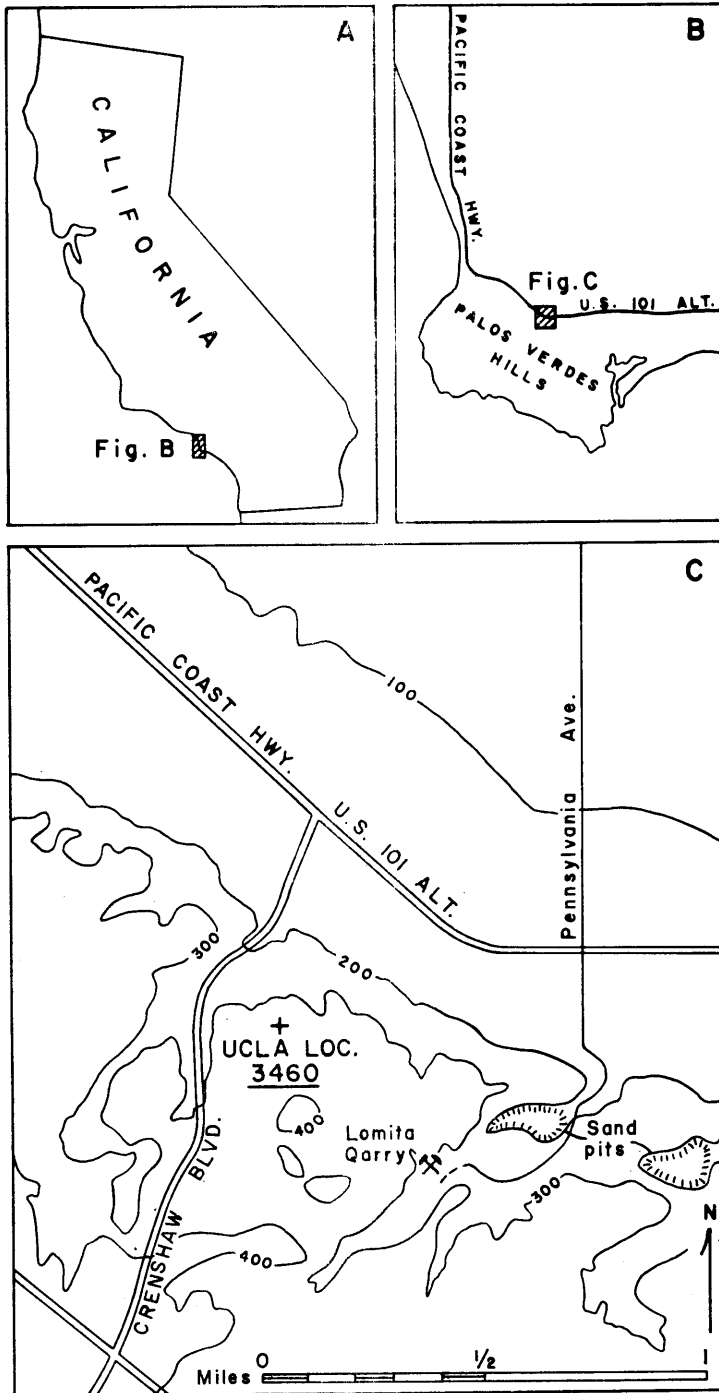 A
CALIFORNIA
Fig. B
B
PACIFIC COAST HWY.
Fig. C
U.S. 101 ALT.
PALOS VERDES
HILLS
C
PACIFIC COAST HWY.
U.S. 101 ALT.
100
Pennsylvania Ave.
300
200
UCLA LOC.
3460
400
Lomita
Qarry
Sand
pits
300
CRENSHAW BLVD.
400
N
Miles 0 1/2 1